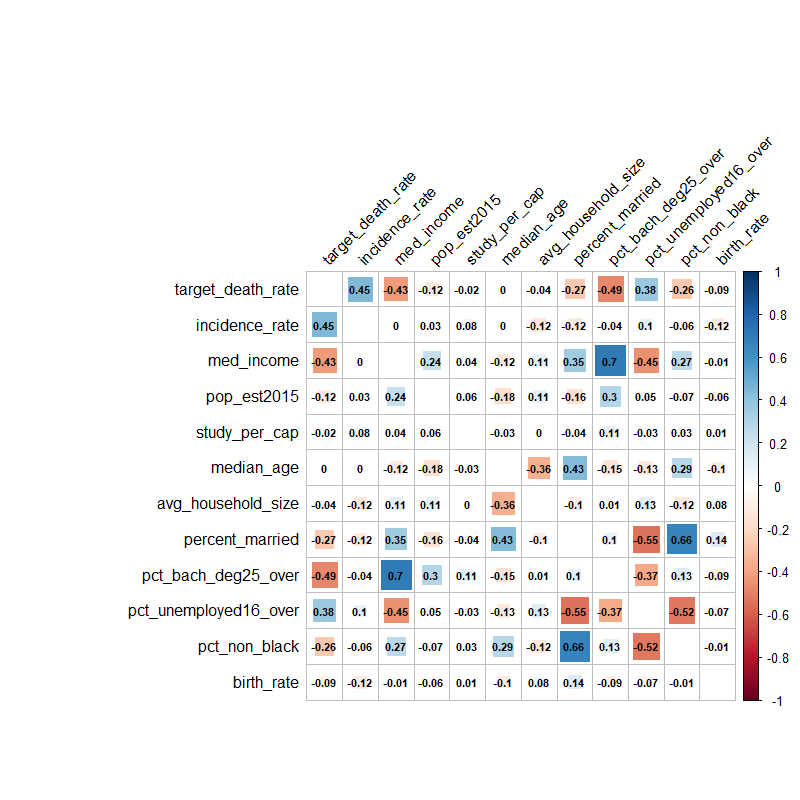 target_death_rate
incidence_rate
med_income
pop_est2015
study_per_cap
median_age
avg_household_size
percent_married
pct_bach_deg25_over
pct_unemployed16_over
pct_non_black
birth_rate
target_death_rate 0.45 -0.43 -0.12 -0.02 0 -0.04 -0.27 -0.49 0.38 -0.26 -0.09
incidence_rate 0.45 0 0.03 0.08 0 -0.12 -0.12 -0.04 0.1 -0.06 -0.12
med_income -0.43 0 0.24 0.04 -0.12 0.11 0.35 0.7 -0.45 0.27 -0.01
pop_est2015 -0.12 0.03 0.24 0.06 -0.18 0.11 -0.16 0.3 0.05 -0.07 -0.06
study_per_cap -0.02 0.08 0.04 0.06 -0.03 0 -0.04 0.11 -0.03 0.03 0.01
median_age 0 0 -0.12 -0.18 -0.03 -0.36 0.43 -0.15 -0.13 0.29 -0.1
avg_household_size -0.04 -0.12 0.11 0.11 0 -0.36 -0.1 0.01 0.13 -0.12 0.08
percent_married -0.27 -0.12 0.35 -0.16 -0.04 0.43 -0.1 0.1 -0.55 0.66 0.14
pct_bach_deg25_over -0.49 -0.04 0.7 0.3 0.11 -0.15 0.01 0.1 -0.37 0.13 -0.09
pct_unemployed16_over 0.38 0.1 -0.45 0.05 -0.03 -0.13 0.13 -0.55 -0.37 -0.52 -0.07
pct_non_black -0.26 -0.06 0.27 -0.07 0.03 0.29 -0.12 0.66 0.13 -0.52 -0.01
birth_rate -0.09 -0.12 -0.01 -0.06 0.01 -0.1 0.08 0.14 -0.09 -0.07 -0.01
1
0.8
0.6
0.4
0.2
0
-0.2
-0.4
-0.6
-0.8
-1